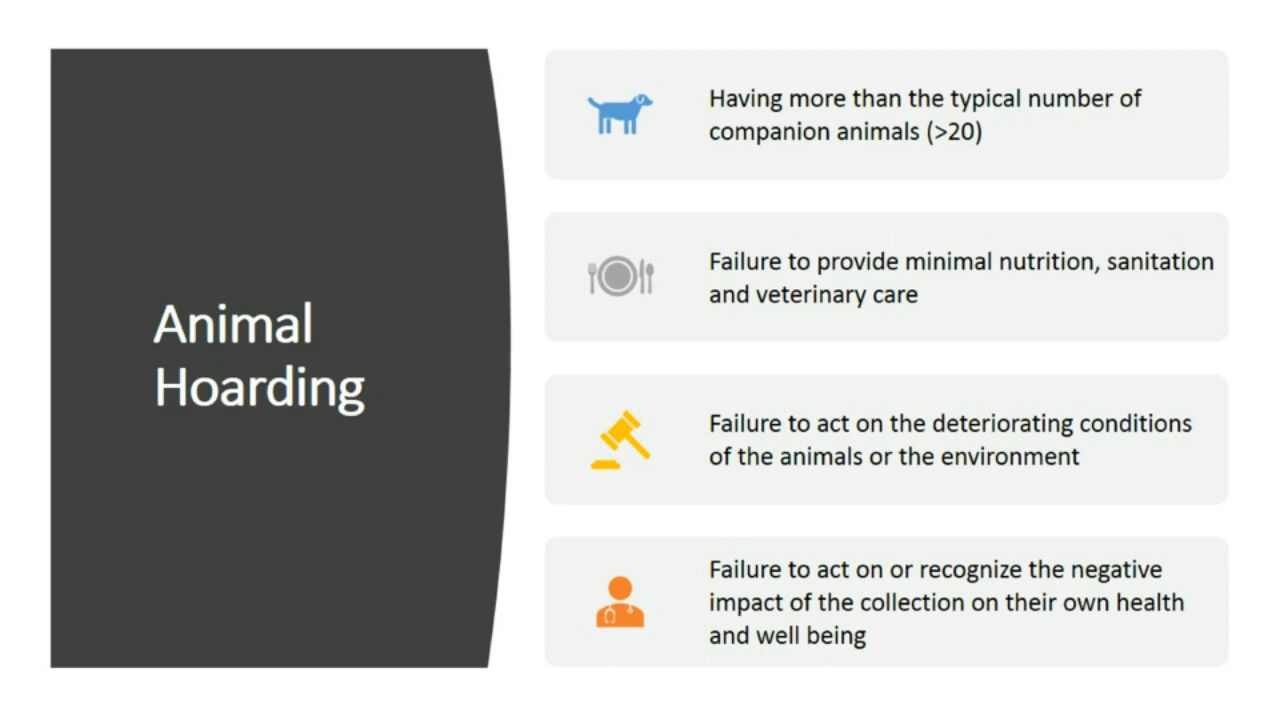 Animal
Hoarding
Having more than the typical number of
companion animals (>20)
Failure to provide minimal nutrition, sanitation
and veterinary care
Failure to act on the deteriorating conditions
of the animals or the environment
Failure to act on or recognize the negative
impact of the collection on their own health
and well being